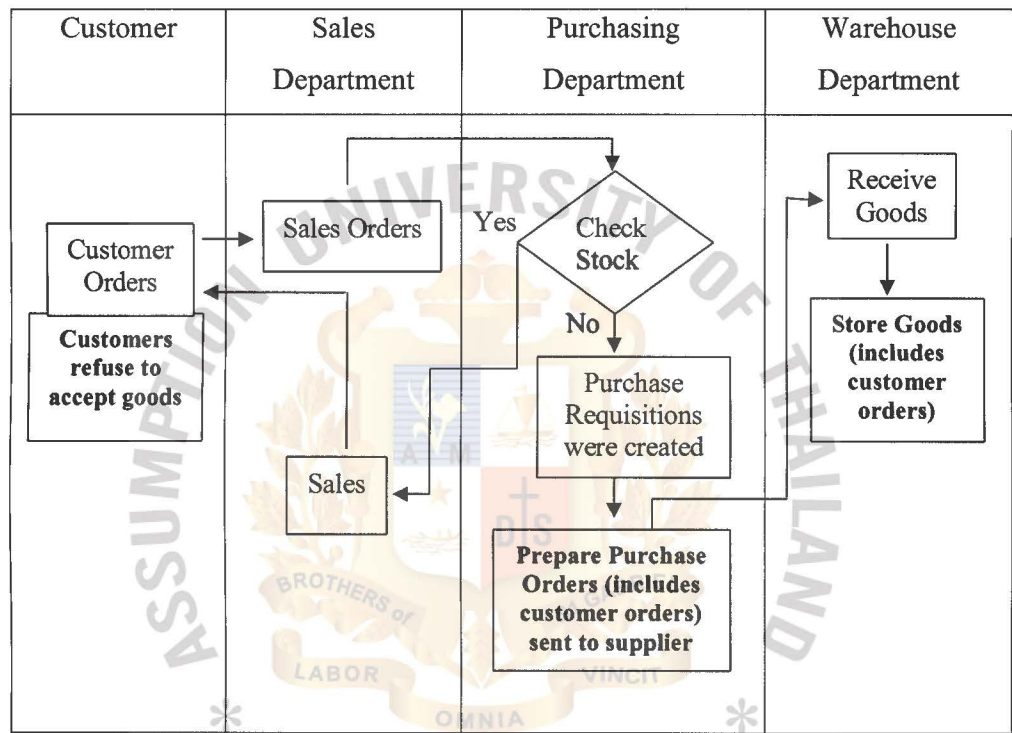 Customer
Sales
Department
Purchasing
Department
Warehouse
Department
Customer
Orders
Customers
refuse to
accept goods
Sales Orders
Sales
Yes
Check
Stock
No
Purchase
Requisitions
were created
Prepare Purchase
Orders (includes
customer orders)
sent to supplier
Receive
Goods
Store Goods
(includes
customer
orders)
ASSUMPTION UNIVERSITY OF THAILAND
A M
D S
BROTHERS of
LABOR
OMNIA
VINCIT
* *